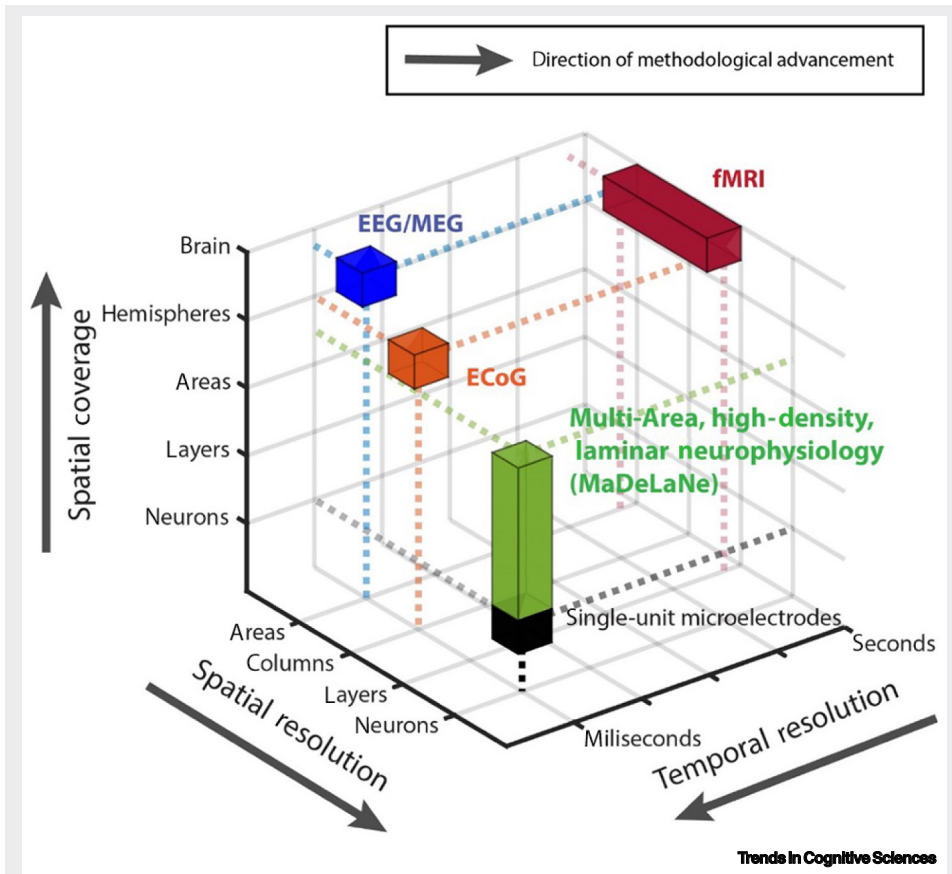 Direction of methodological advancement
fMRI
EEG/MEG
Brain
Hemispheres
Areas
Layers
Neurons
Spatial coverage
ECoG
Multi-Area, high-density,
laminar neurophysiology
(MaDeLaNe)
Single-unit microelectrodes
Areas
Columns
Layers
Neurons
Spatial resolution
Seconds
Miliseconds
Temporal resolution
Trends in Cognitive Sciences